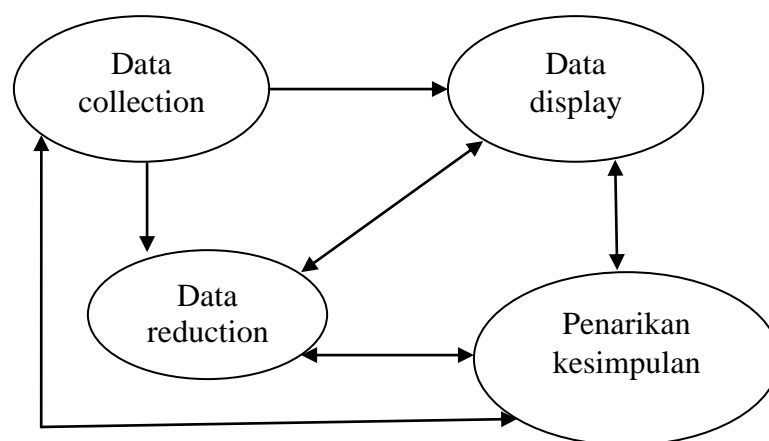 Data
collection
Data
display
Data
reduction
Penarikan
kesimpulan